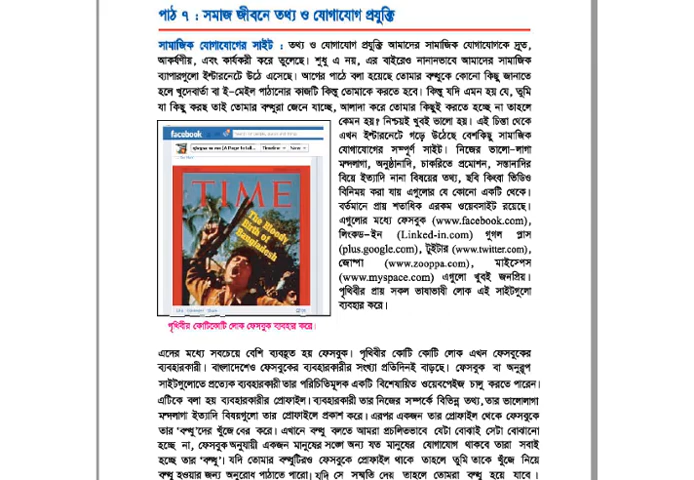 পাঠ ৭ : সমাজ জীবনে তথ্য ও যোগাযোগ প্রযুক্তি
সামাজিক যোগাযোগের সাইট : তথ্য ও যোগাযোগ প্রযুক্তি আমাদের সামাজিক যোগাযোগকে দ্রুত,
আকর্ষণীয়, এবং কার্যকরী করে তুলেছে। শুধু এ নয়, এর বাইরেও নানানভাবে আমাদের সামাজিক
ব্যাপারগুলো ইন্টারনেটে উঠে এসেছে। আগের পাঠে বলা হয়েছে তোমার বন্ধুকে কোনো কিছু জানাতে
হলে খুদেবার্তা বা ই-মেইল পাঠানোর কাজটি কিন্তু তোমাকে করতে হবে। কিন্তু যদি এমন হয় যে, তুমি
যা কিছু করছ তাই তোমার বন্ধুরা জেনে যাচ্ছে, আলাদা করে তোমার কিছুই করতে হচ্ছে না তাহলে
কেমন হয়? নিশ্চয়ই খুবই ভালো হয়। এই চিন্তা থেকে
এখন ইন্টারনেটে গড়ে উঠেছে বেশকিছু সামাজিক
যোগাযোগের সম্পূর্ণ সাইট। নিজের ভালো-লাগা
মন্দলাগা, অনুষ্ঠানাদি, চাকরিতে প্রমোশন, সন্তানাদির
বিয়ে ইত্যাদি নানা বিষয়ের তথ্য, ছবি কিংবা ভিডিও
বিনিময় করা যায় এগুলোর যে কোনো একটি থেকে।
বর্তমানে প্রায় শতাধিক এরকম ওয়েবসাইট রয়েছে।
এগুলোর মধ্যে ফেসবুক (www.facebook.com),
লিংকড-ইন (Linked-in.com) গুগল প্লাস
(plus.google.com), টুইটার (www.twitter.com),
জোম্পা (www.zooppa.com), মাইস্পেস
(www.myspace.com) এগুলো খুবই জনপ্রিয়।
পৃথিবীর প্রায় সকল ভাষাভাষী লোক এই সাইটগুলো
ব্যবহার করে।
facebook
Timeline
Now
TIME
The Bloody
Birth of
Bangladesh
পৃথিবীর কোটিকোটি লোক ফেসবুক ব্যবহার করে।
এদের মধ্যে সবচেয়ে বেশি ব্যবহৃত হয় ফেসবুক। পৃথিবীর কোটি কোটি লোক এখন ফেসবুকের
ব্যবহারকারী। বাংলাদেশেও ফেসবুকের ব্যবহারকারীর সংখ্যা প্রতিদিনই বাড়ছে। ফেসবুক বা অনুরূপ
সাইটগুলোতে প্রত্যেক ব্যবহারকারী তার পরিচিতিমূলক একটি বিশেষায়িত ওয়েবপেইজ চালু করতে পারেন।
এটিকে বলা হয় ব্যবহারকারীর প্রোফাইল। ব্যবহারকারী তার নিজের সম্পর্কে বিভিন্ন তথ্য, তার ভালোলাগা
মন্দলাগা ইত্যাদি বিষয়গুলো তার প্রোফাইলে প্রকাশ করে। এরপর একজন তার প্রোফাইল থেকে ফেসবুকে
তার ‘বন্ধু’দের খুঁজে বের করে। এখানে বন্ধু বলতে আমরা প্রচলিতভাবে যেটা বোঝাই সেটা বোঝানো
হচ্ছে না, ফেসবুক অনুযায়ী একজন মানুষের সঙ্গে অন্য যত মানুষের যোগাযোগ থাকবে তারা সবাই
হচ্ছে তার ‘বন্ধু’। যদি তোমার বন্ধুটিরও ফেসবুকে প্রোফাইল থাকে তাহলে তুমি তাকে খুঁজে নিয়ে
বন্ধু হওয়ার জন্য অনুরোধ পাঠাতে পারো। যদি সে সম্মতি দেয় তাহলে তোমরা বন্ধু হয়ে যাবে।